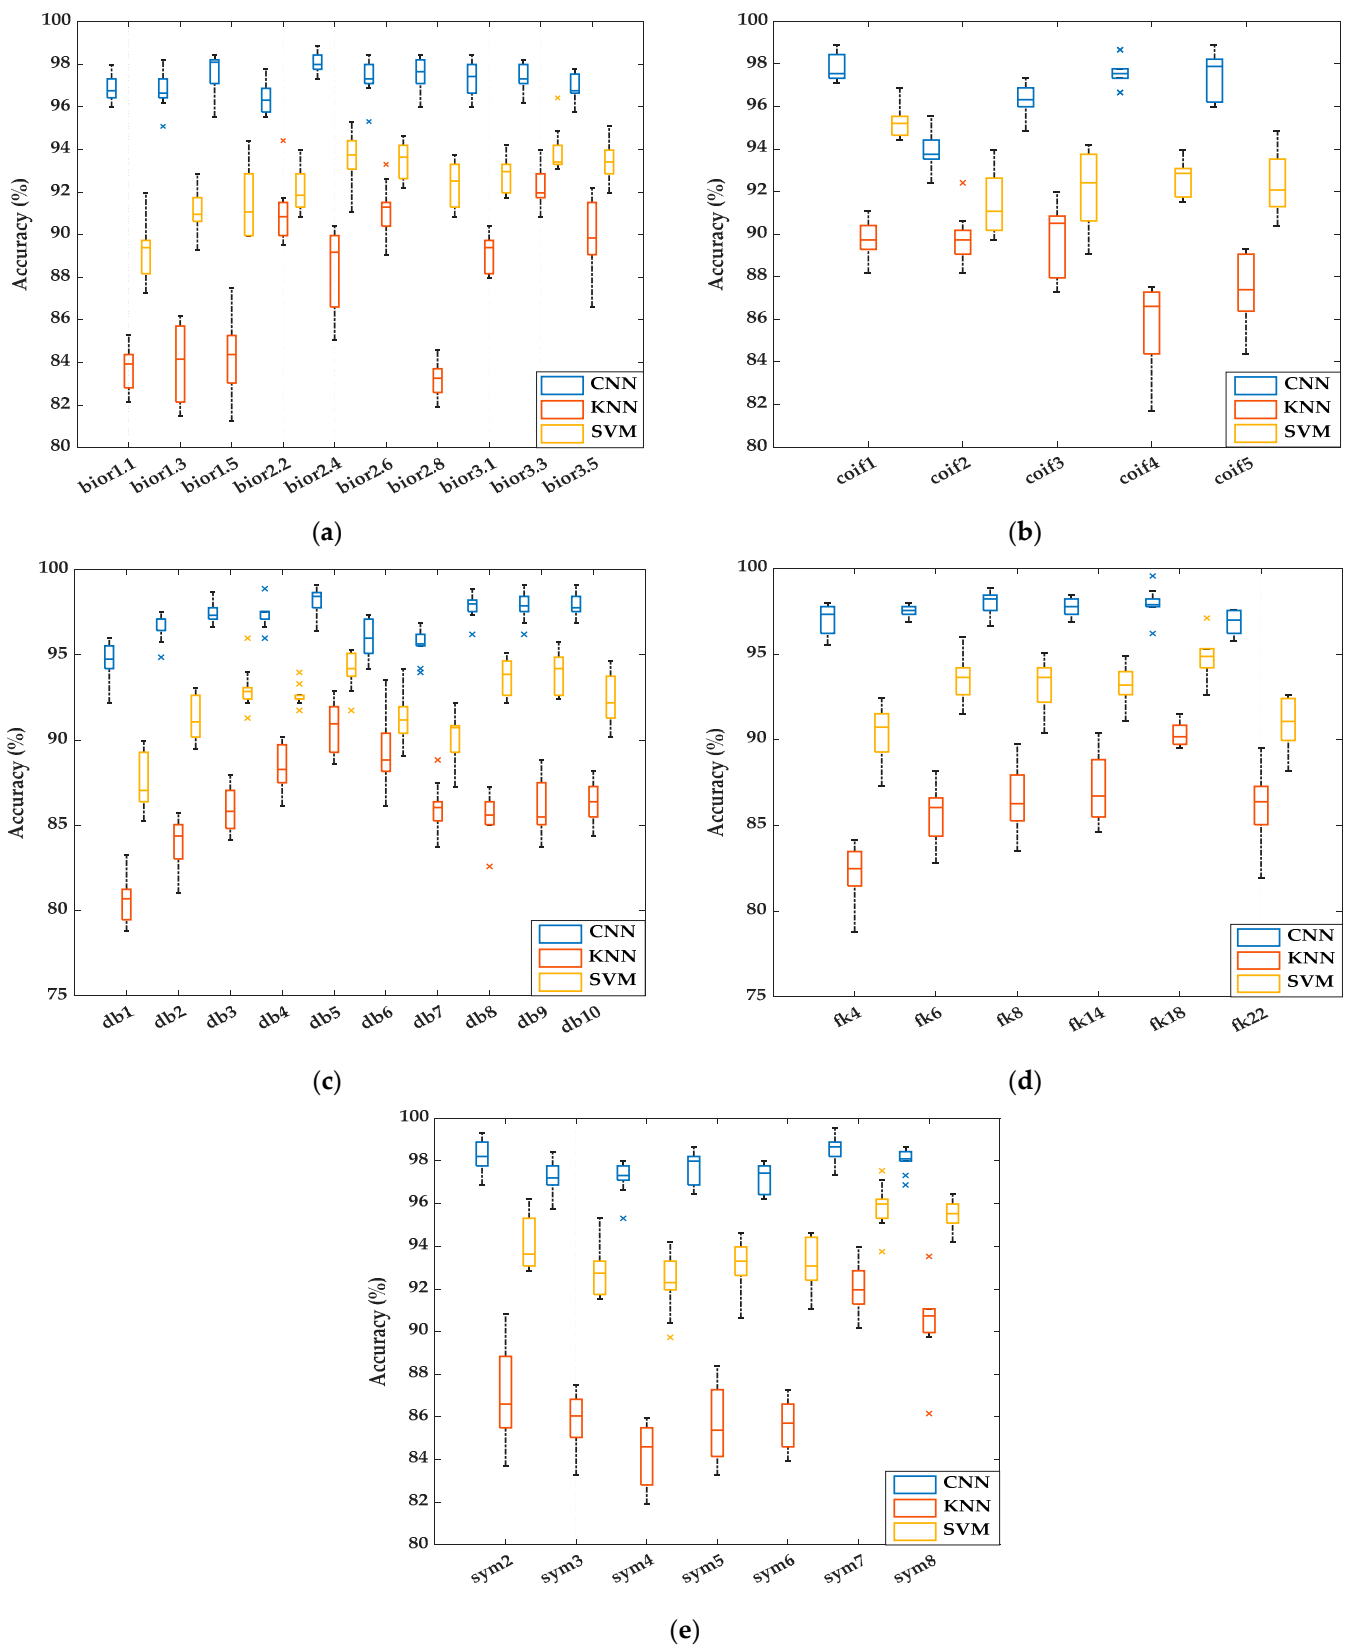 100
98
96
94
92
90
88
86
84
82
80
Accuracy (%)
CNN
KNN
SVM
bior1.1 bior1.3 bior1.5 bior2.2 bior2.4 bior2.6 bior2.8 bior3.1 bior3.3 bior3.5
(a)
100
98
96
94
92
90
88
86
84
82
80
Accuracy (%)
CNN
KNN
SVM
coif1 coif2 coif3 coif4 coif5
(b)
100
95
90
85
80
75
Accuracy (%)
CNN
KNN
SVM
db1 db2 db3 db4 db5 db6 db7 db8 db9 db10
(c)
100
95
90
85
80
75
Accuracy (%)
CNN
KNN
SVM
fk4 fk6 fk8 fk14 fk18 fk22
(d)
100
98
96
94
92
90
88
86
84
82
80
Accuracy (%)
CNN
KNN
SVM
sym2 sym3 sym4 sym5 sym6 sym7 sym8
(e)